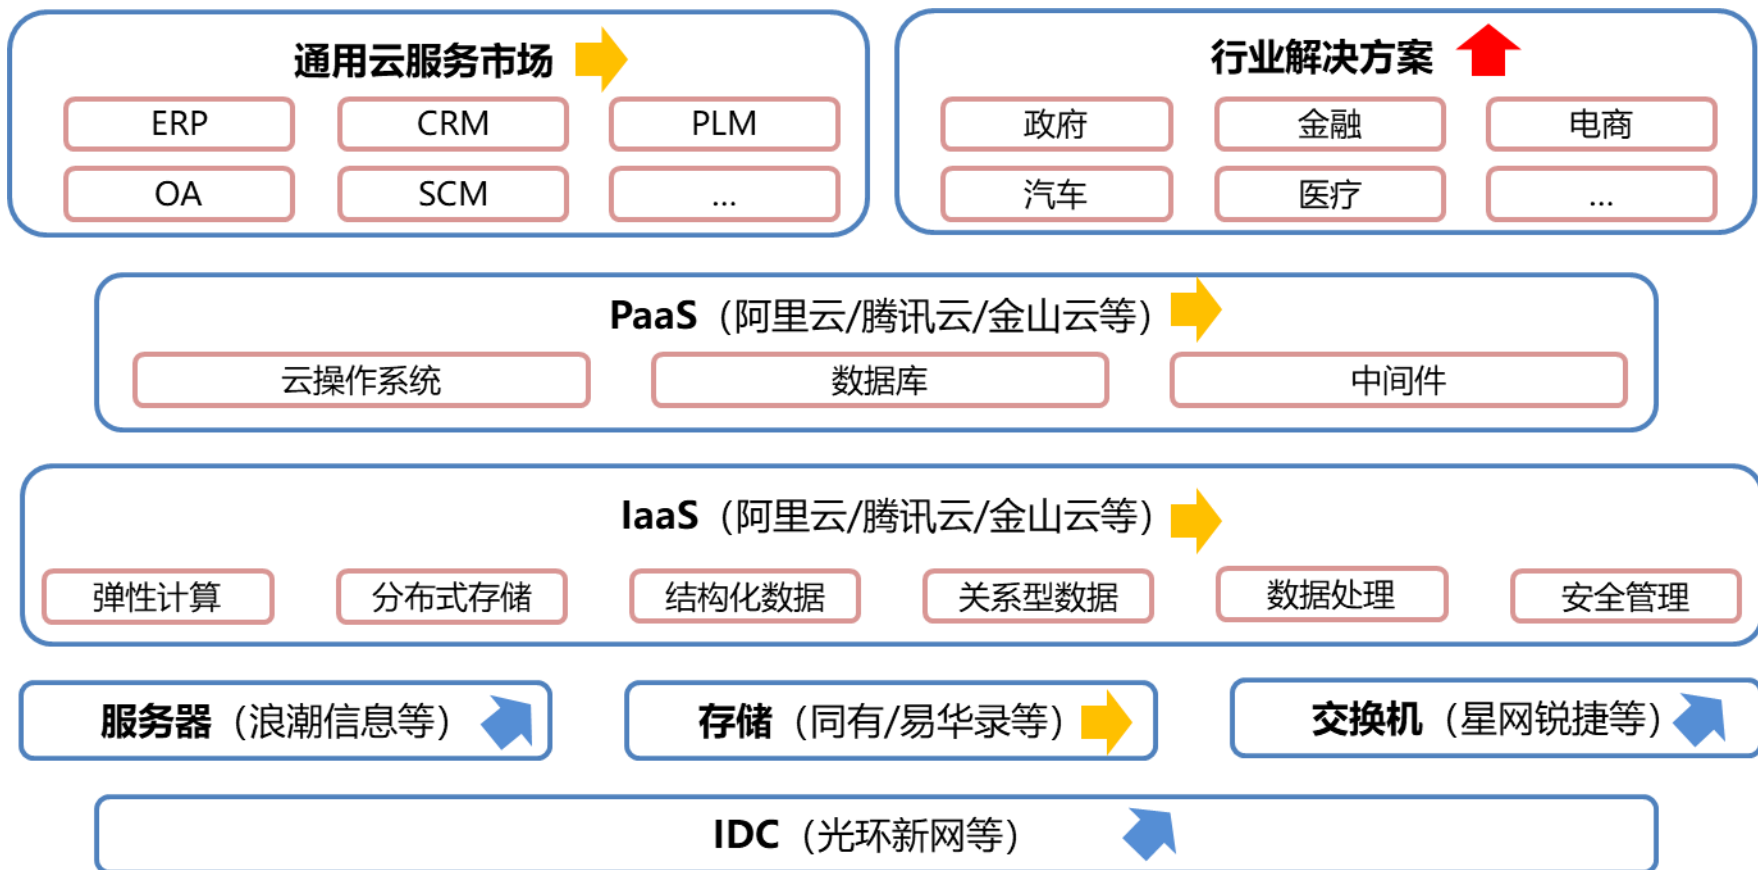 通用云服务市场
ERP CRM PLM
OA SCM ...
行业解决方案
政府 金融 电商
汽车 医疗 ...
PaaS（阿里云/腾讯云/金山云等）
云操作系统 数据库 中间件
IaaS（阿里云/腾讯云/金山云等）
弹性计算 分布式存储 结构化数据 关系型数据 数据处理 安全管理
服务器（浪潮信息等） 存储（同有/易华录等） 交换机（星网锐捷等）
IDC（光环新网等）